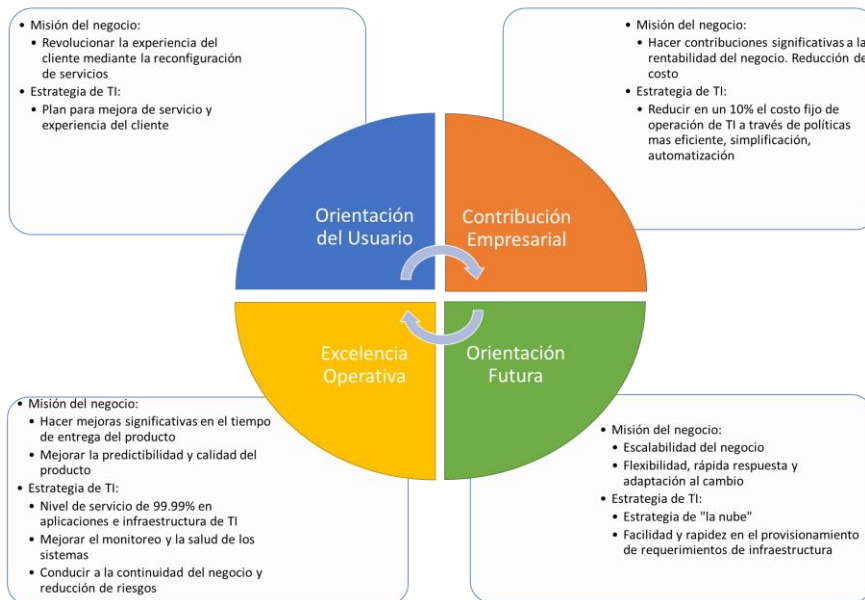 • Misión del negocio:
• Revolucionar la experiencia del
cliente mediante la reconfiguración
de servicios
• Estrategia de TI:
• Plan para mejora de servicio y
experiencia del cliente
• Misión del negocio:
• Hacer contribuciones significativas a la
rentabilidad del negocio. Reducción de
costo
• Estrategia de TI:
• Reducir en un 10% el costo fijo de
operación de TI a través de políticas
mas eficiente, simplificación,
automatización
Orientación
del Usuario
Contribución
Empresarial
Excelencia
Operativa
Orientación
Futura
• Misión del negocio:
• Hacer mejoras significativas en el tiempo
de entrega del producto
• Mejorar la predictibilidad y calidad del
producto
• Estrategia de TI:
• Nivel de servicio de 99.99% en
aplicaciones e infraestructura de TI
• Mejorar el monitoreo y la salud de los
sistemas
• Conducir a la continuidad del negocio y
reducción de riesgos
• Misión del negocio:
• Escalabilidad del negocio
• Flexibilidad, rápida respuesta y
adaptación al cambio
• Estrategia de TI:
• Estrategia de "la nube"
• Facilidad y rapidez en el provisionamiento
de requerimientos de infraestructura